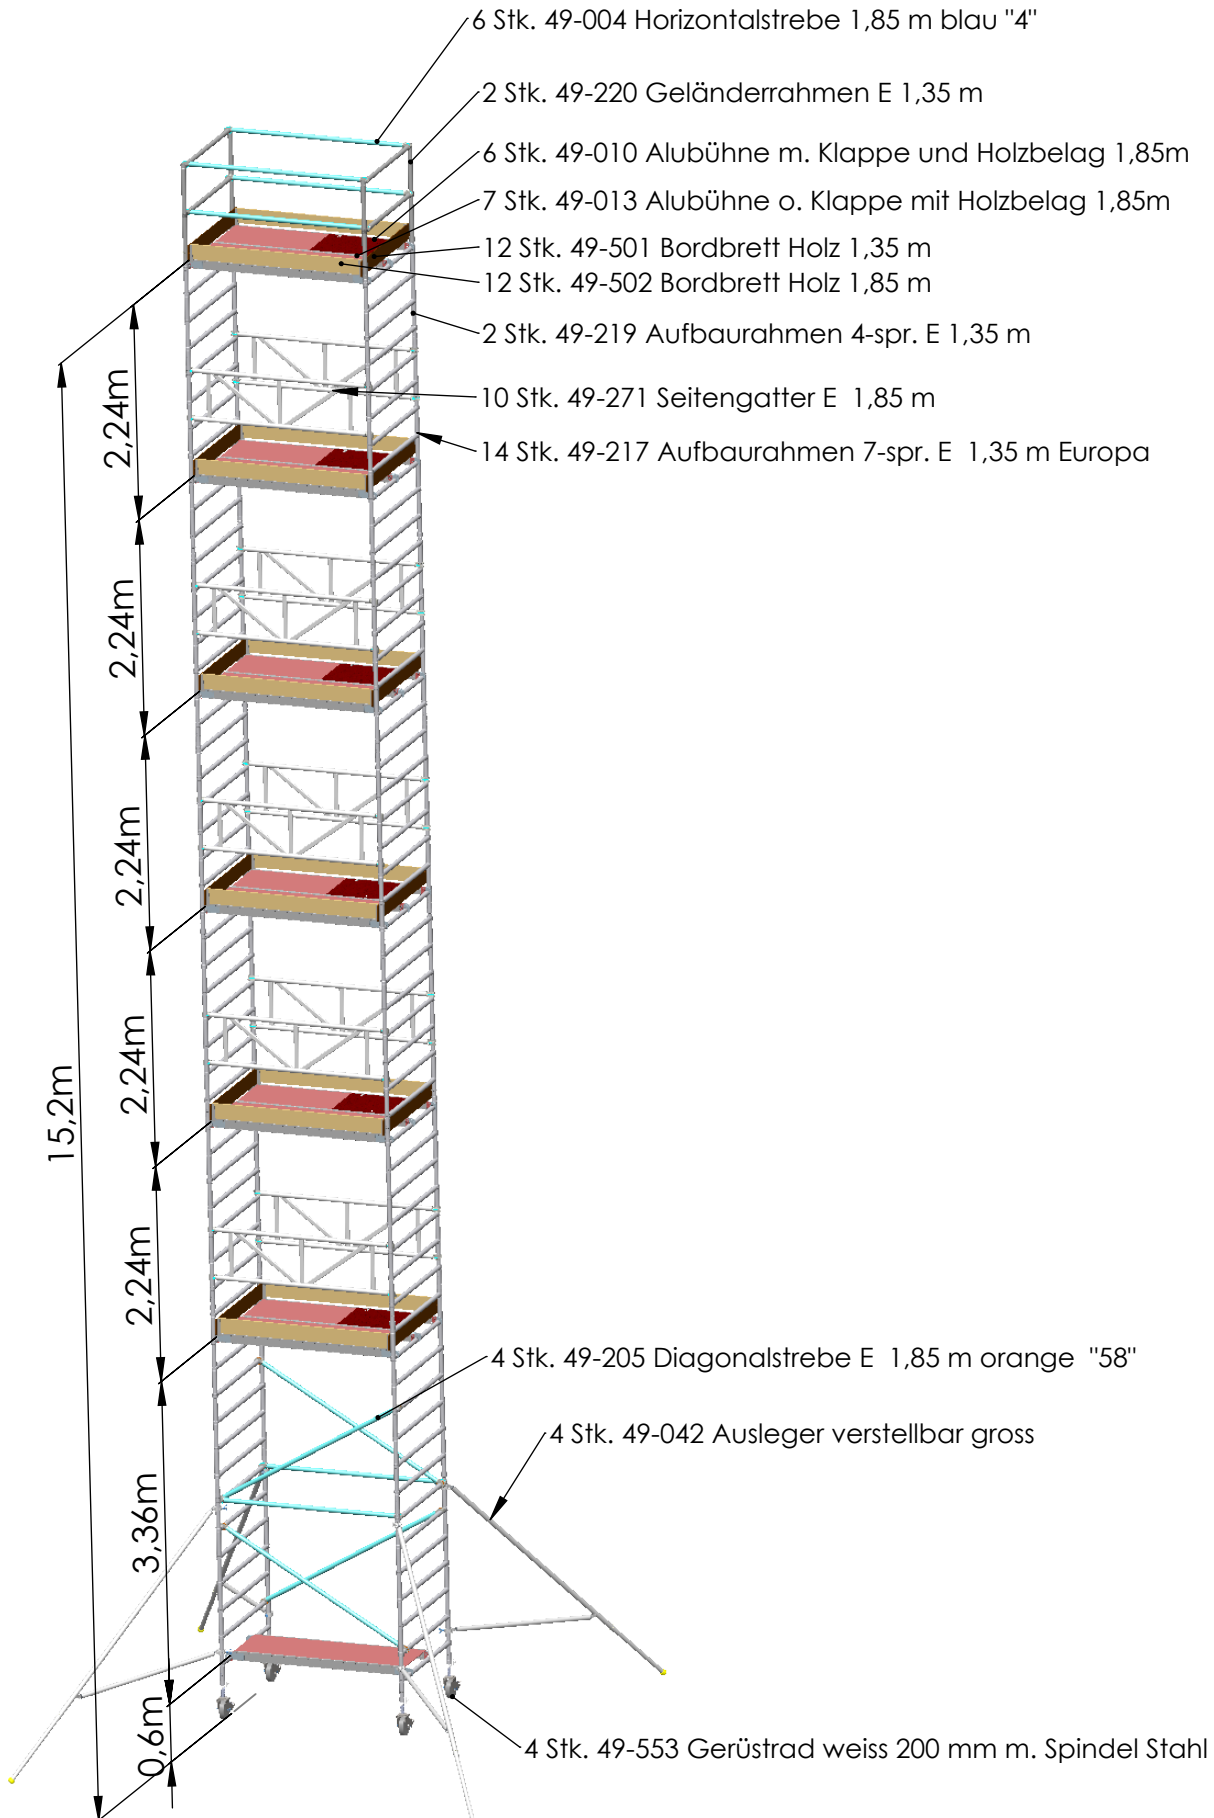 6 Stk. 49-004 Horizontalstrebe 1,85 m blau "4"
2 Stk. 49-220 Geländerrahmen E 1,35 m
6 Stk. 49-010 Alubühne m. Klappe und Holzbelag 1,85m
7 Stk. 49-013 Alubühne o. Klappe mit Holzbelag 1,85m
12 Stk. 49-501 Bordbrett Holz 1,35 m
12 Stk. 49-502 Bordbrett Holz 1,85 m
2 Stk. 49-219 Aufbaurahmen 4-spr. E 1,35 m
10 Stk. 49-271 Seitengatter E 1,85 m
14 Stk. 49-217 Aufbaurahmen 7-spr. E 1,35 m Europa
2,24m
2,24m
2,24m
2,24m
15,2m
2,24m
4 Stk. 49-205 Diagonalstrebe E 1,85 m orange "58"
4 Stk. 49-042 Ausleger verstellbar gross
3,36m
0,6m
4 Stk. 49-553 Gerüstrad weiss 200 mm m. Spindel Stahl